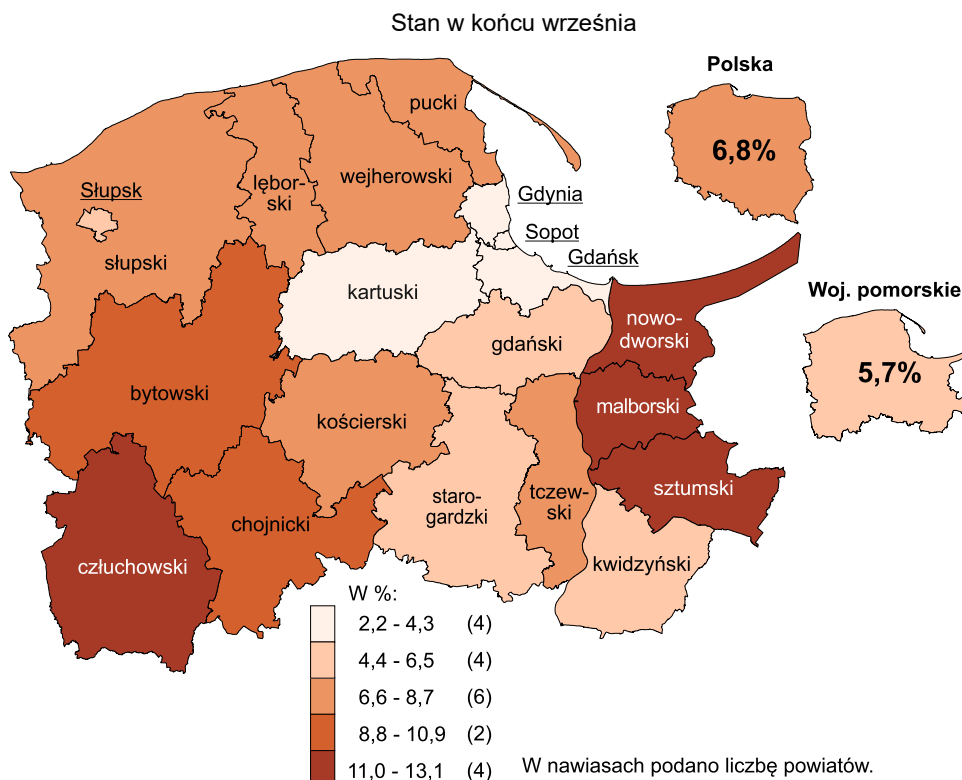 Stan w końcu września
Polska
6,8%
pucki
Słupsk
lębor-
ski
wejherowski
Gdynia
Sopot
Gdańsk
słupski
kartuski
Woj. pomorskie
5,7%
nowo-
dworski
gdański
bytowski
malborski
kościerski
staro-
gardzki
tczew-
ski
sztumski
chojnicki
człuchowski
kwidzyński
W %:
2,2 - 4,3 (4)
4,4 - 6,5 (4)
6,6 - 8,7 (6)
8,8 - 10,9 (2)
11,0 - 13,1 (4)
W nawiasach podano liczbę powiatów.